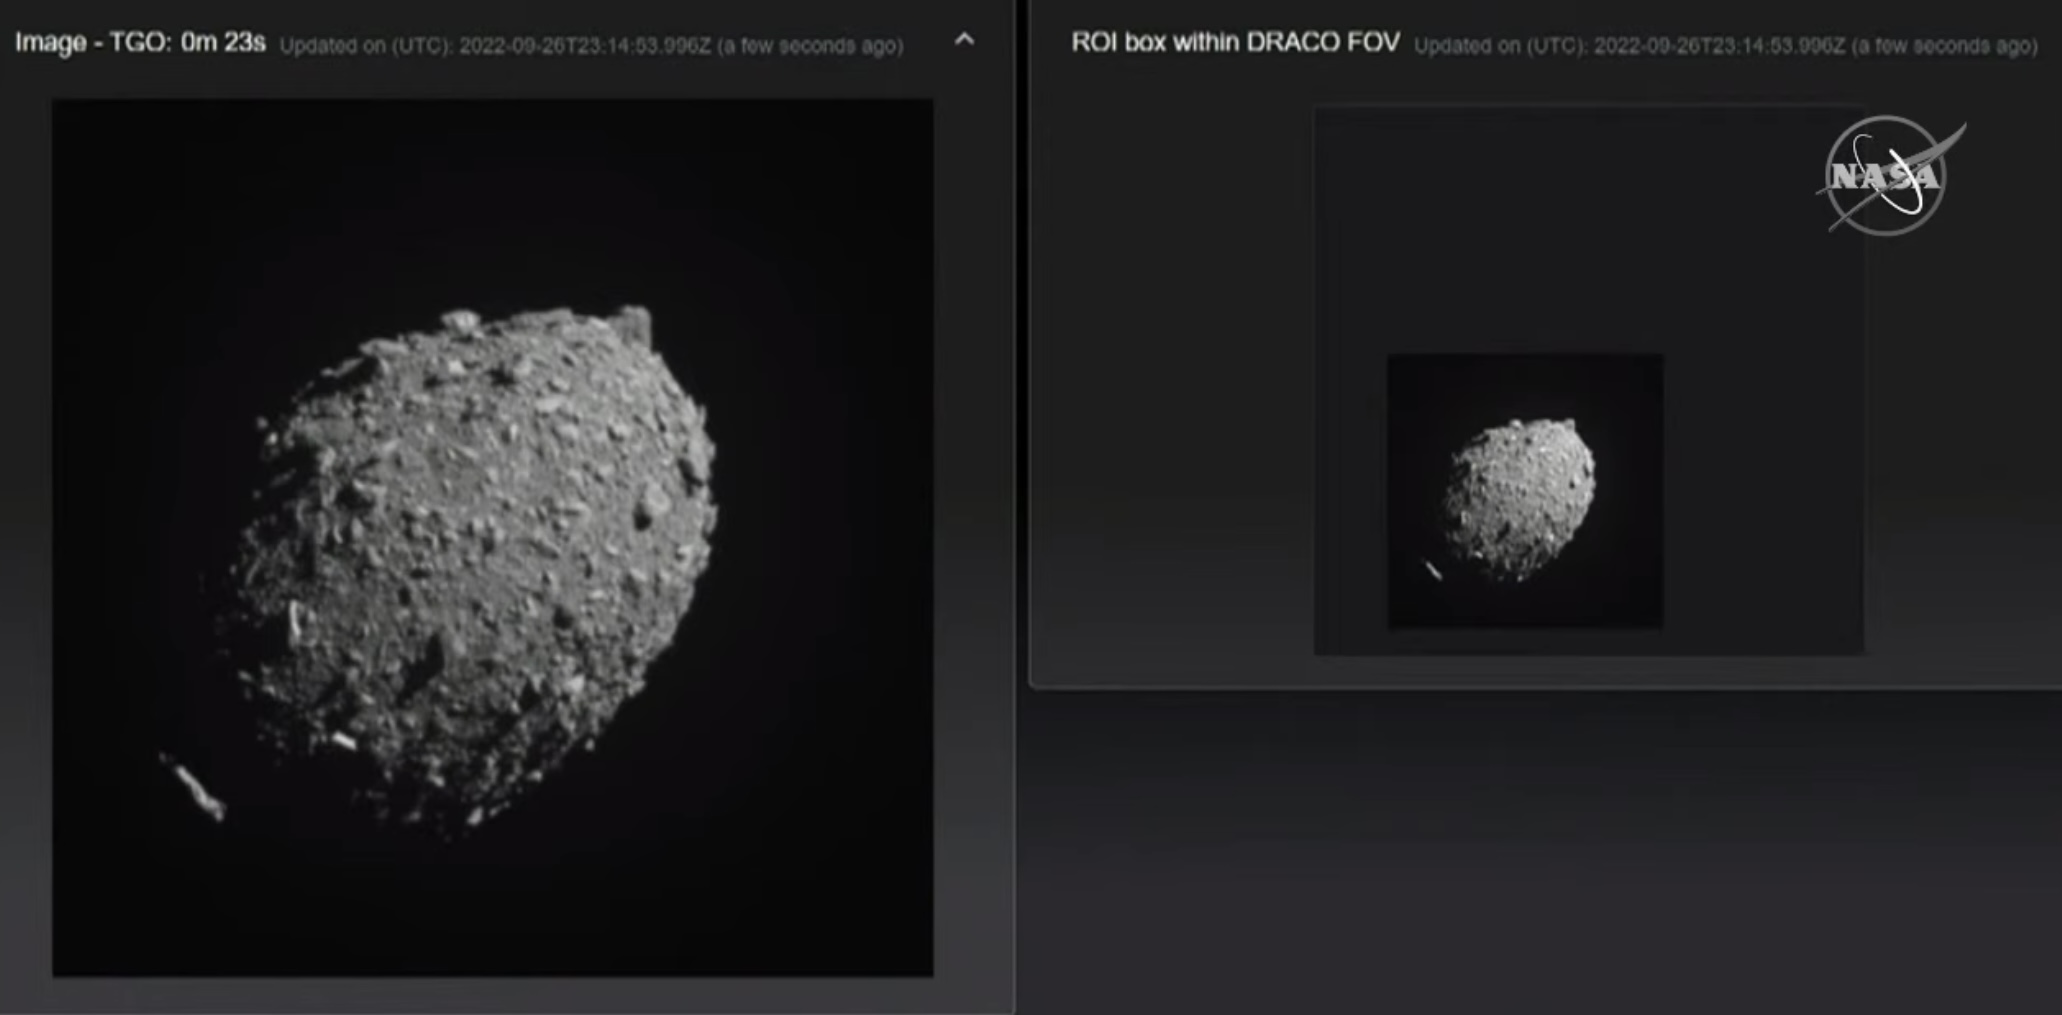 Image - TGO: 0m 23s Updated on (UTC): 2022-09-26T23:14:53.996Z (a few seconds ago)
ROI box within DRACO FOV Updated on (UTC): 2022-09-26T23:14:53.996Z (a few seconds ago)
NASA